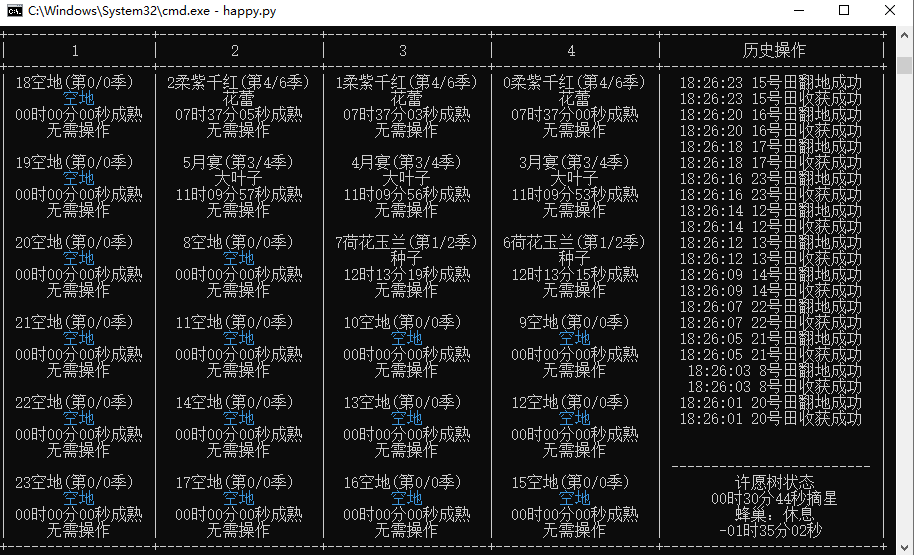 C:\Windows\System32\cmd.exe - happy.py
1 2 3 4 历史操作
18空地(第0/0季) 2柔紫千红(第4/6季) 1柔紫千红(第4/6季) 0柔紫千红(第4/6季) 18:26:23 15号田翻地成功
空地 花蕾 花蕾 花蕾 18:26:23 15号田收获成功
00时00分00秒成熟 07时37分05秒成熟 07时37分03秒成熟 07时37分00秒成熟 18:26:20 16号田翻地成功
无需操作 无需操作 无需操作 无需操作 18:26:20 16号田收获成功
18:26:18 17号田翻地成功
19空地(第0/0季) 5月宴(第3/4季) 4月宴(第3/4季) 3月宴(第3/4季) 18:26:18 17号田收获成功
空地 大叶子 大叶子 大叶子 18:26:16 23号田翻地成功
00时00分00秒成熟 11时09分57秒成熟 11时09分56秒成熟 11时09分53秒成熟 18:26:16 23号田收获成功
无需操作 无需操作 无需操作 无需操作 18:26:14 12号田翻地成功
18:26:14 12号田收获成功
20空地(第0/0季) 8空地(第0/0季) 7荷花玉兰(第1/2季) 6荷花玉兰(第1/2季) 18:26:12 13号田翻地成功
空地 空地 种子 种子 18:26:12 13号田收获成功
00时00分00秒成熟 00时00分00秒成熟 12时13分19秒成熟 12时13分15秒成熟 18:26:09 14号田翻地成功
无需操作 无需操作 无需操作 无需操作 18:26:09 14号田收获成功
18:26:07 22号田翻地成功
21空地(第0/0季) 11空地(第0/0季) 10空地(第0/0季) 9空地(第0/0季) 18:26:07 22号田收获成功
空地 空地 空地 空地 18:26:05 21号田翻地成功
00时00分00秒成熟 00时00分00秒成熟 00时00分00秒成熟 00时00分00秒成熟 18:26:05 21号田收获成功
无需操作 无需操作 无需操作 无需操作 18:26:03 8号田翻地成功
18:26:03 8号田收获成功
22空地(第0/0季) 14空地(第0/0季) 13空地(第0/0季) 12空地(第0/0季) 18:26:01 20号田翻地成功
空地 空地 空地 空地 18:26:01 20号田收获成功
00时00分00秒成熟 00时00分00秒成熟 00时00分00秒成熟 00时00分00秒成熟
无需操作 无需操作 无需操作 无需操作
23空地(第0/0季) 17空地(第0/0季) 16空地(第0/0季) 15空地(第0/0季) 许愿树状态
空地 空地 空地 空地 00时30分44秒摘星
00时00分00秒成熟 00时00分00秒成熟 00时00分00秒成熟 00时00分00秒成熟 蜂巢：休息
无需操作 无需操作 无需操作 无需操作 -01时35分02秒